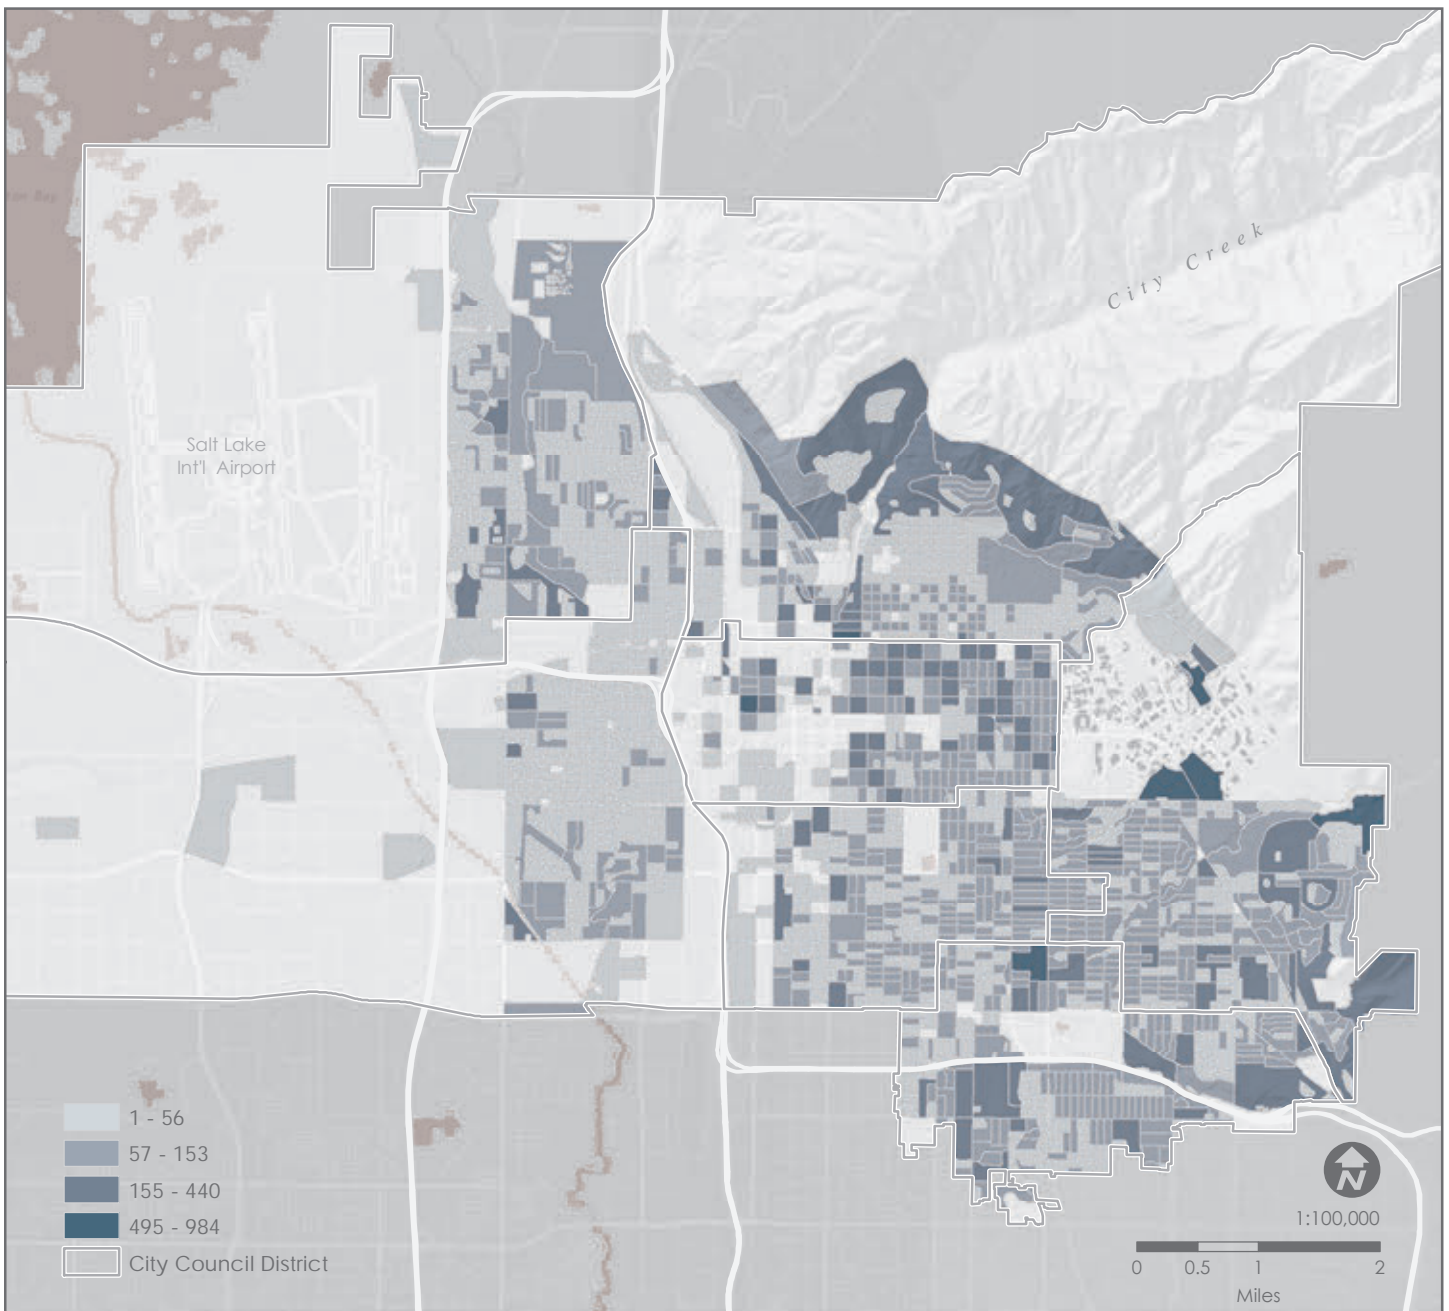 City Creek
Salt Lake
Int'l Airport
1 - 56
57 - 153
155 - 440
495 - 984
City Council District
N
1:100,000
0 0.5 1 2
Miles